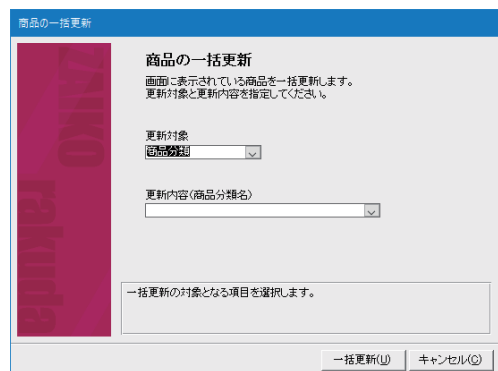 商品の一括更新
ZAIKO
rakuda
商品の一括更新
画面に表示されている商品を一括更新します。
更新対象と更新内容を指定してください。
更新対象
商品分類
更新内容(商品分類名)
一括更新の対象となる項目を選択します。
一括更新(U)
キャンセル(C)